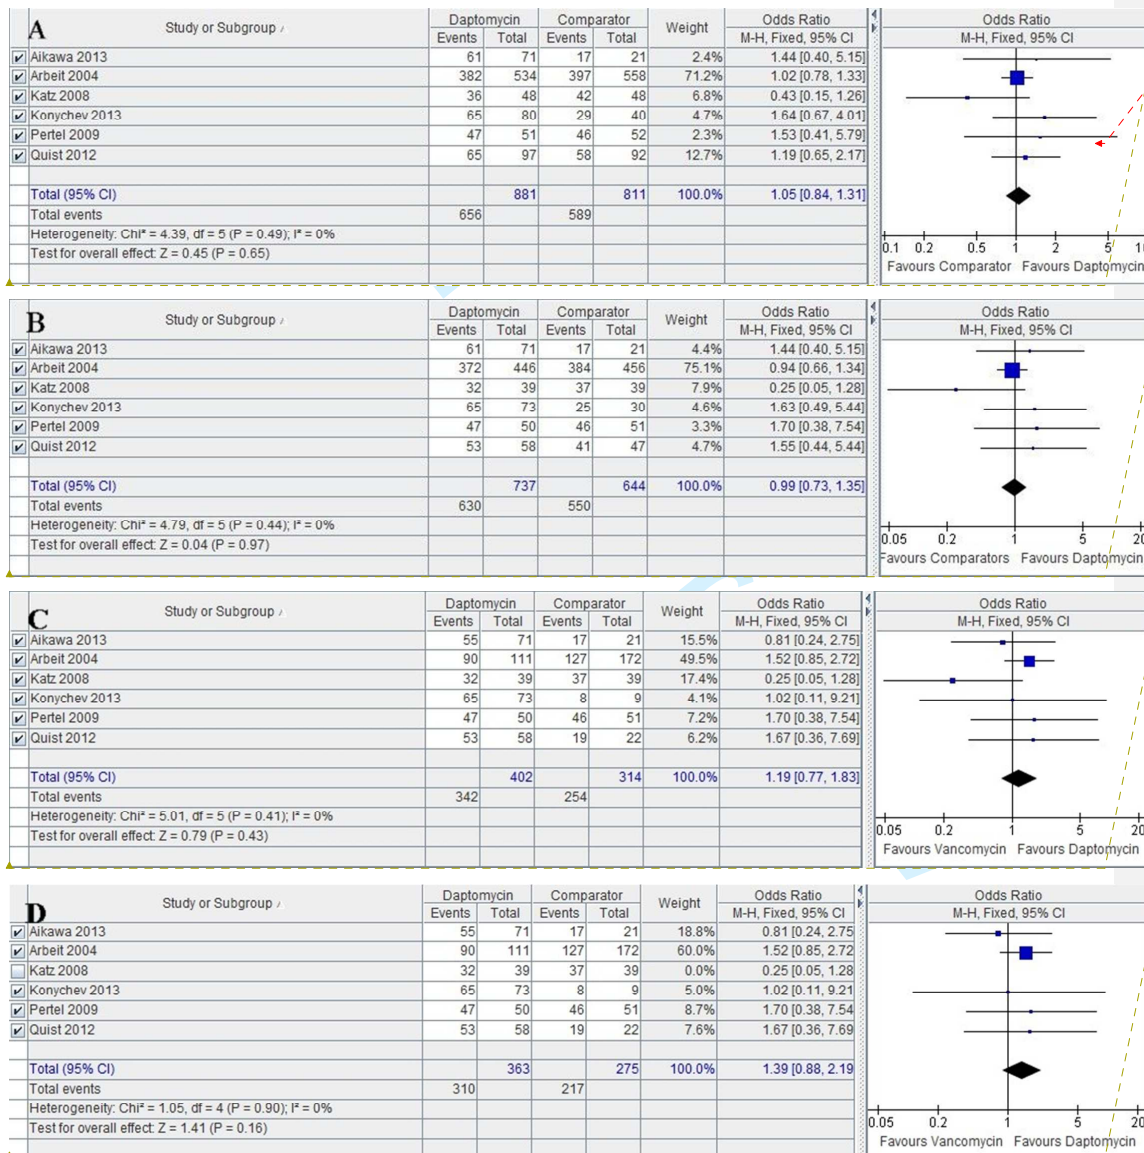 A
Study or Subgroup
Daptomycin Comparator Weight Odds Ratio Odds Ratio
Events Total Events Total M-H, Fixed, 95% CI M-H, Fixed, 95% CI
Aikawa 2013 61 71 17 21 2.4% 1.44 [0.40, 5.15]
Arbeit 2004 382 534 397 558 71.2% 1.02 [0.78, 1.33]
Katz 2008 36 48 42 48 6.8% 0.43 [0.15, 1.26]
Konychev 2013 65 80 29 40 4.7% 1.64 [0.67, 4.01]
Pertel 2009 47 51 46 52 2.3% 1.53 [0.41, 5.79]
Quist 2012 65 97 58 92 12.7% 1.19 [0.65, 2.17]
Total (95% CI) 881 811 100.0% 1.05 [0.84, 1.31]
Total events 656 589
Heterogeneity: Chi² = 4.39, df = 5 (P = 0.49); I² = 0%
Test for overall effect: Z = 0.45 (P = 0.65)
0.1 0.2 0.5 1 2 5 10
Favours Comparator Favours Daptomycin
B
Study or Subgroup
Daptomycin Comparator Weight Odds Ratio Odds Ratio
Events Total Events Total M-H, Fixed, 95% CI M-H, Fixed, 95% CI
Aikawa 2013 61 71 17 21 4.4% 1.44 [0.40, 5.15]
Arbeit 2004 372 446 384 456 75.1% 0.94 [0.66, 1.34]
Katz 2008 32 39 37 39 7.9% 0.25 [0.05, 1.28]
Konychev 2013 65 73 25 30 4.6% 1.63 [0.49, 5.44]
Pertel 2009 47 50 46 51 3.3% 1.70 [0.38, 7.54]
Quist 2012 53 58 41 47 4.7% 1.55 [0.44, 5.44]
Total (95% CI) 737 644 100.0% 0.99 [0.73, 1.35]
Total events 630 550
Heterogeneity: Chi² = 4.79, df = 5 (P = 0.44); I² = 0%
Test for overall effect: Z = 0.04 (P = 0.97)
0.05 0.2 1 5 20
Favours Comparators Favours Daptomycin
C
Study or Subgroup
Daptomycin Comparator Weight Odds Ratio Odds Ratio
Events Total Events Total M-H, Fixed, 95% CI M-H, Fixed, 95% CI
Aikawa 2013 55 71 17 21 15.5% 0.81 [0.24, 2.75]
Arbeit 2004 90 111 127 172 49.5% 1.52 [0.85, 2.72]
Katz 2008 32 39 37 39 17.4% 0.25 [0.05, 1.28]
Konychev 2013 65 73 8 9 4.1% 1.02 [0.11, 9.21]
Pertel 2009 47 50 46 51 7.2% 1.70 [0.38, 7.54]
Quist 2012 53 58 19 22 6.2% 1.67 [0.36, 7.69]
Total (95% CI) 402 314 100.0% 1.19 [0.77, 1.83]
Total events 342 254
Heterogeneity: Chi² = 5.01, df = 5 (P = 0.41); I² = 0%
Test for overall effect: Z = 0.79 (P = 0.43)
0.05 0.2 1 5 20
Favours Vancomycin Favours Daptomycin
D
Study or Subgroup
Daptomycin Comparator Weight Odds Ratio Odds Ratio
Events Total Events Total M-H, Fixed, 95% CI M-H, Fixed, 95% CI
Aikawa 2013 55 71 17 21 18.8% 0.81 [0.24, 2.75
Arbeit 2004 90 111 127 172 60.0% 1.52 [0.85, 2.72
Katz 2008 32 39 37 39 0.0% 0.25 [0.05, 1.28
Konychev 2013 65 73 8 9 5.0% 1.02 [0.11, 9.21
Pertel 2009 47 50 46 51 8.7% 1.70 [0.38, 7.54
Quist 2012 53 58 19 22 7.6% 1.67 [0.36, 7.69
Total (95% CI) 363 275 100.0% 1.39 [0.88, 2.19
Total events 310 217
Heterogeneity: Chi² = 1.05, df = 4 (P = 0.90); I² = 0%
Test for overall effect: Z = 1.41 (P = 0.16)
0.05 0.2 1 5 20
Favours Vancomycin Favours Daptomycin